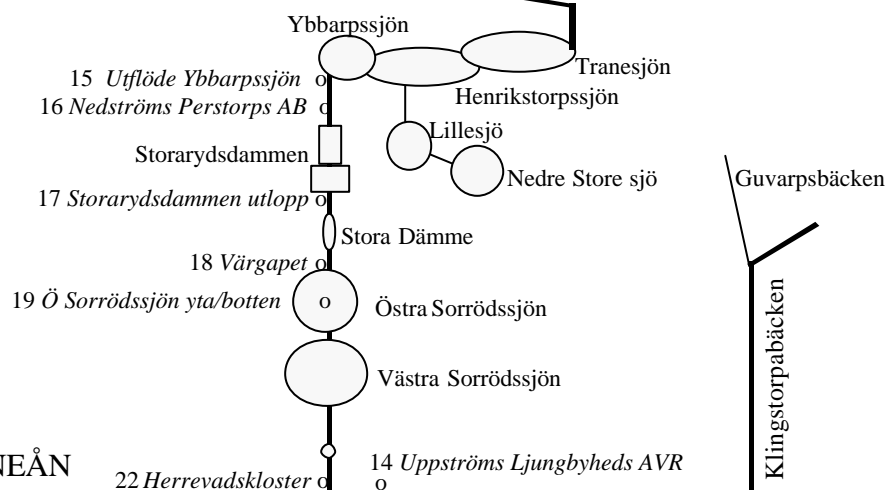 Ybbarpssjön
Tranesjön
15 Utflöde Ybbarpssjön o
Henrikstorpssjön
16 Nedströms Perstorps AB o
Lillesjö
Storarydsdammen
Nedre Store sjö
Guvarpsbäcken
17 Storarydsdammen utlopp o
Stora Dämme
18 Värgapet o
19 Ö Sorrödssjön yta/botten o
Östra Sorrödssjön
Klingstorpabäcken
Västra Sorrödssjön
NEÅN
14 Uppströms Ljungbyheds AVR
o
22 Herrevadskloster o